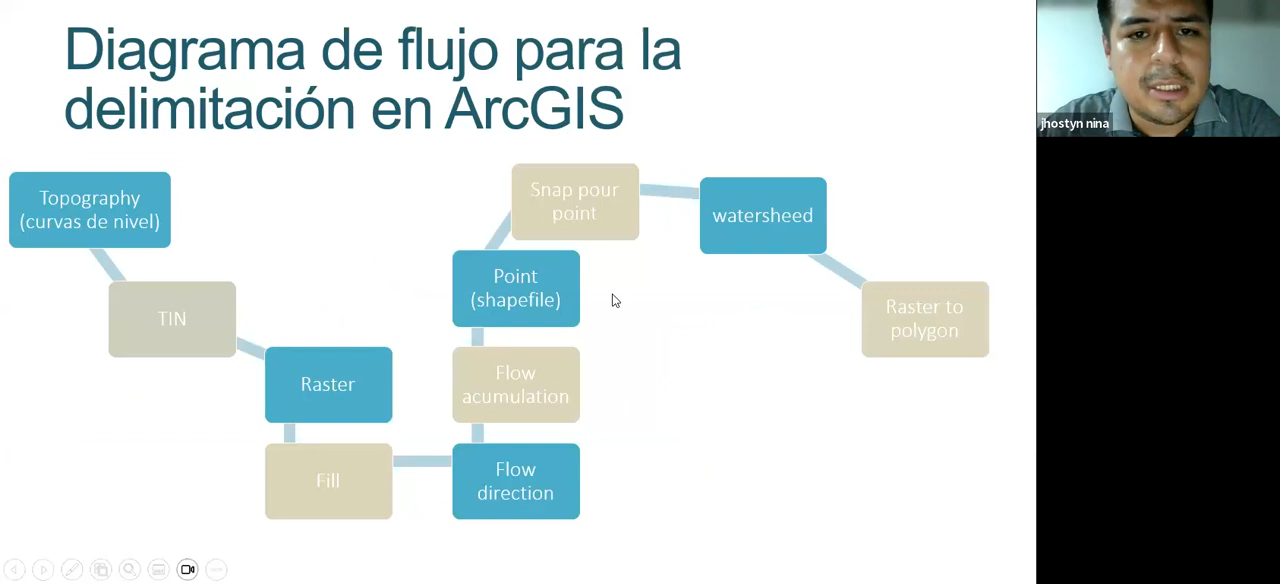 Diagrama de flujo para la
delimitación en ArcGIS
jhostyn nina
Topography
(curvas de nivel)
TIN
Raster
Fill
Flow
direction
Flow
acumulation
Point
(shapefile)
Snap pour
point
watersheed
Raster to
polygon